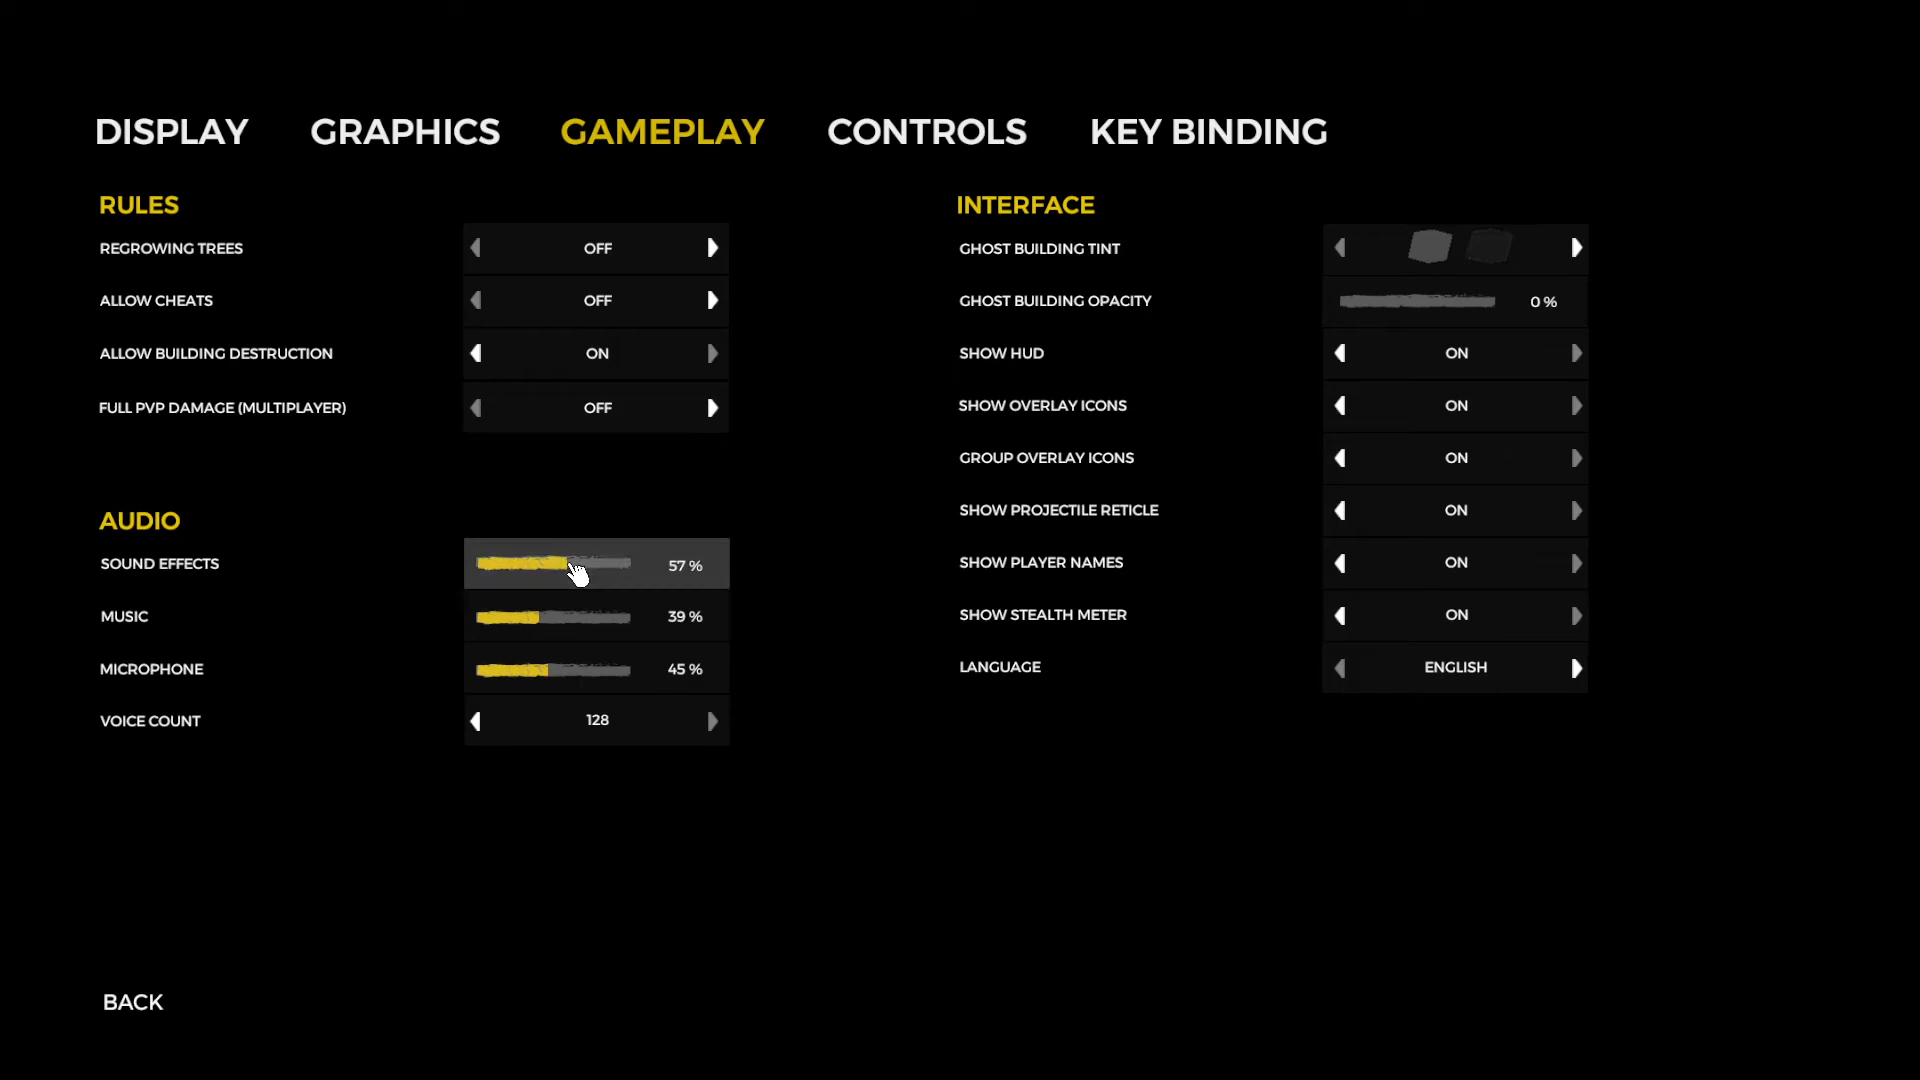 DISPLAY GRAPHICS GAMEPLAY CONTROLS KEY BINDING
RULES
REGROWING TREES OFF
ALLOW CHEATS OFF
ALLOW BUILDING DESTRUCTION ON
FULL PVP DAMAGE (MULTIPLAYER) OFF
AUDIO
SOUND EFFECTS 57 %
MUSIC 39 %
MICROPHONE 45 %
VOICE COUNT 128
INTERFACE
GHOST BUILDING TINT
GHOST BUILDING OPACITY 0 %
SHOW HUD ON
SHOW OVERLAY ICONS ON
GROUP OVERLAY ICONS ON
SHOW PROJECTILE RETICLE ON
SHOW PLAYER NAMES ON
SHOW STEALTH METER ON
LANGUAGE ENGLISH
BACK